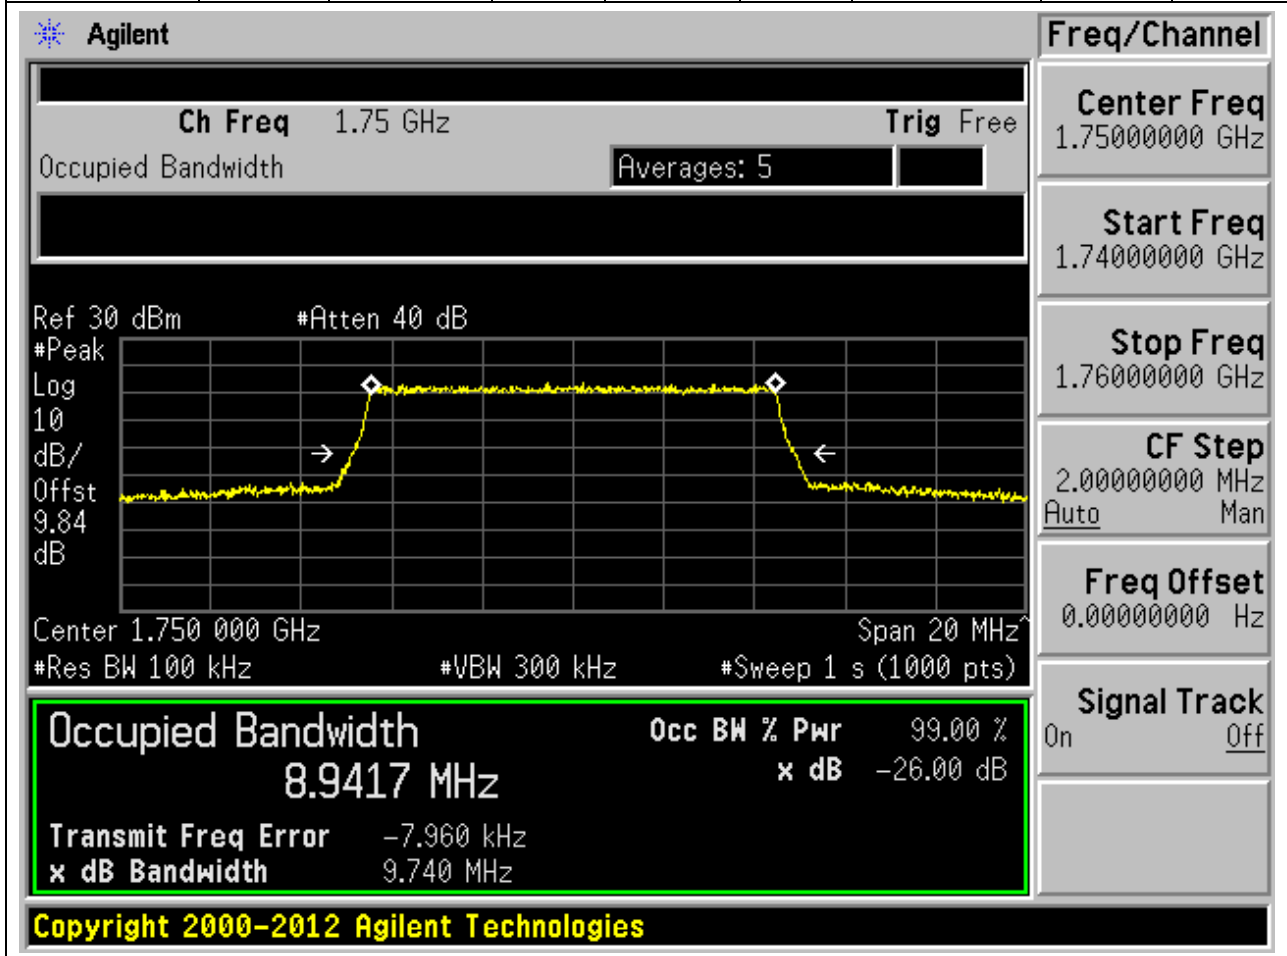 Agilent
Freq/Channel
Ch Freq 1.75 GHz Trig Free
Occupied Bandwidth Averages: 5
Center Freq
1.75000000 GHz
Start Freq
1.74000000 GHz
Stop Freq
1.76000000 GHz
CF Step
2.00000000 MHz
Auto Man
Freq Offset
0.00000000 Hz
Signal Track
On Off
Ref 30 dBm #Atten 40 dB
#Peak
Log
10
dB/
Offst
9.84
dB
Center 1.750 000 GHz Span 20 MHz^
#Res BW 100 kHz #VBW 300 kHz #Sweep 1 s (1000 pts)
Occupied Bandwidth
8.9417 MHz
Occ BW % Pwr 99.00 %
x dB -26.00 dB
Transmit Freq Error -7.960 kHz
x dB Bandwidth 9.740 MHz
Copyright 2000-2012 Agilent Technologies